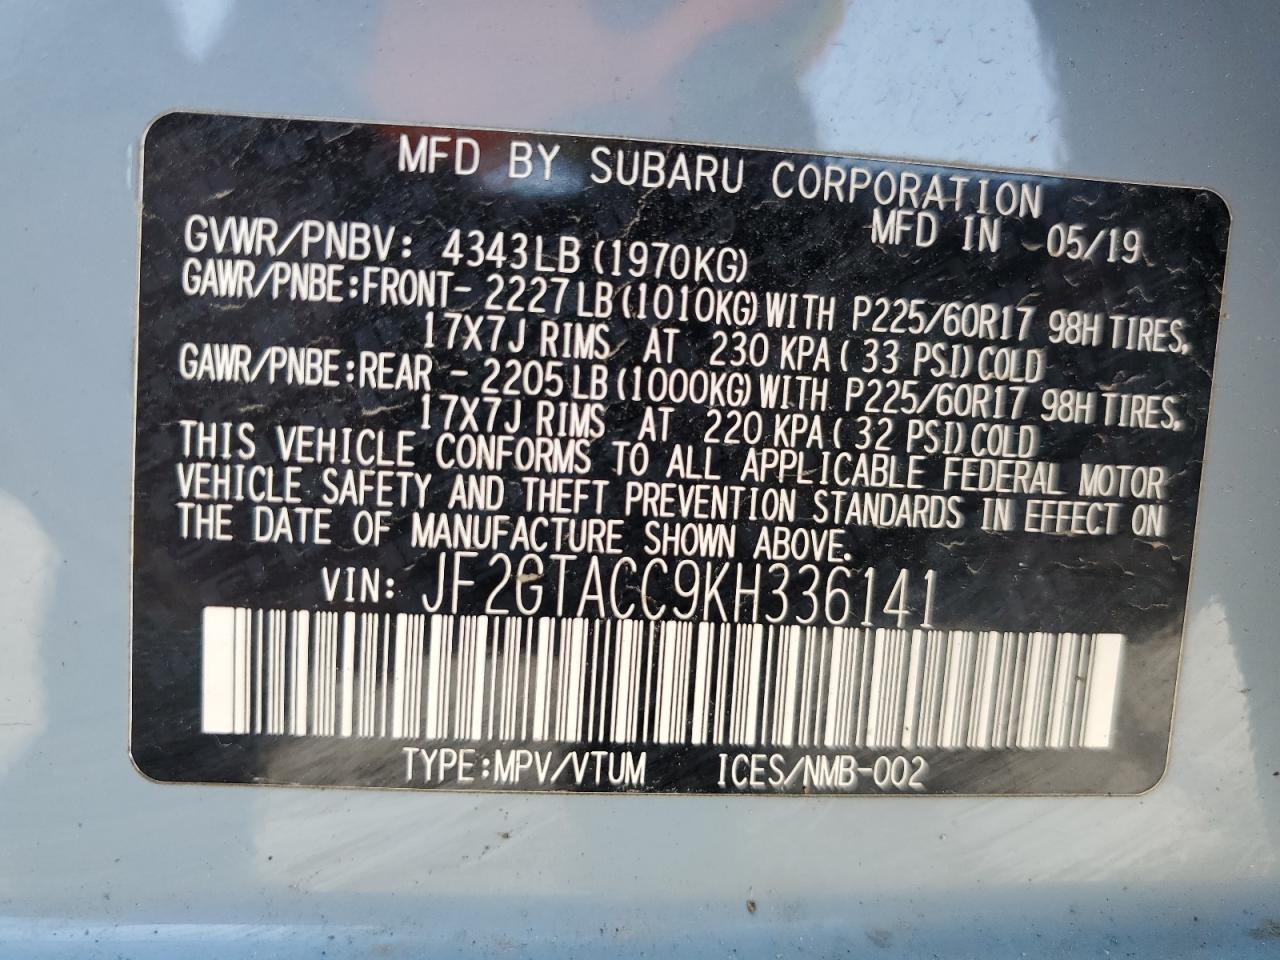 MFD BY SUBARU CORPORATION
MFD IN 05/19
GVWR/PNBV: 4343LB (1970KG)
GAWR/PNBE:FRONT- 2227LB(1010KG)WITH P225/60R17 98H TIRES,
17X7J RIMS AT 230 KPA ( 33 PSI)COLD
GAWR/PNBE:REAR - 2205LB(1000KG)WITH P225/60R17 98H TIRES,
17X7J RIMS AT 220 KPA ( 32 PSI)COLD
THIS VEHICLE CONFORMS TO ALL APPLICABLE FEDERAL MOTOR
VEHICLE SAFETY AND THEFT PREVENTION STANDARDS IN EFFECT ON
THE DATE OF MANUFACTURE SHOWN ABOVE.
VIN: JF2GTACC9KH336141
TYPE:MPV/VTUM ICES/NMB-002